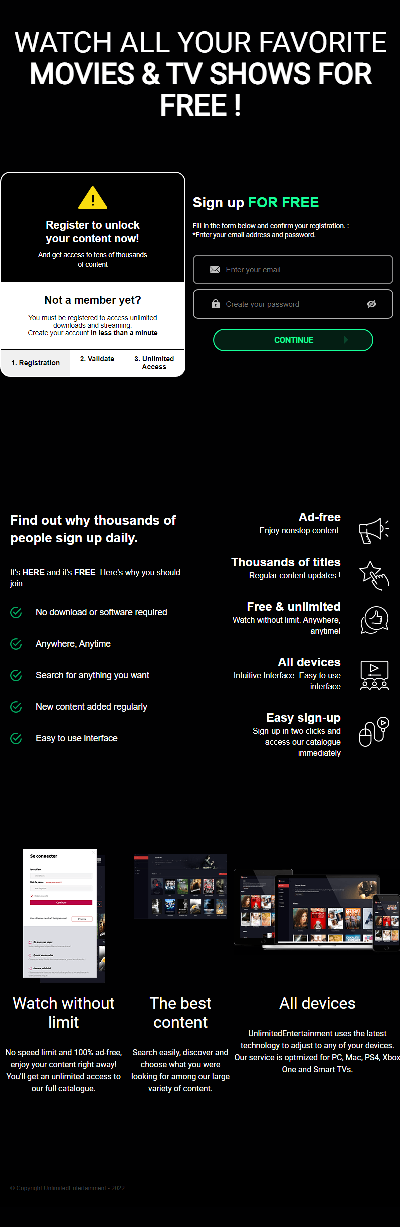 WATCH ALL YOUR FAVORITE
MOVIES & TV SHOWS FOR
FREE !
Register to unlock
your content now!
And get access to tens of thousands
of content
Not a member yet?
You must be registered to access unlimited
downloads and streaming.
Create your account in less than a minute
1. Registration
2. Validate
3. Unlimited
Access
Sign up FOR FREE
Fill in the form below and confirm your registration. :
*Enter your email address and password.
Enter your email
Create your password
CONTINUE
Find out why thousands of
people sign up daily.
It's HERE and it's FREE. Here's why you should
join
No download or software required
Anywhere, Anytime
Search for anything you want
New content added regularly
Easy to use interface
Ad-free
Enjoy nonstop content.
Thousands of titles
Regular content updates !
Free & unlimited
Watch without limit. Anywhere,
anytime!
All devices
Intuitive Interface. Easy to use
interface
Easy sign-up
Sign up in two clicks and
access our catalogue
immediately
Se connecter
Watch without
limit
No speed limit and 100% ad-free,
enjoy your content right away!
You'll get an unlimited access to
our full catalogue.
The best
content
Search easily, discover and
choose what you were
looking for among our large
variety of content.
All devices
UnlimitedEntertainment uses the latest
technology to adjust to any of your devices.
Our service is optmized for PC, Mac, PS4, Xbox
One and Smart TVs.